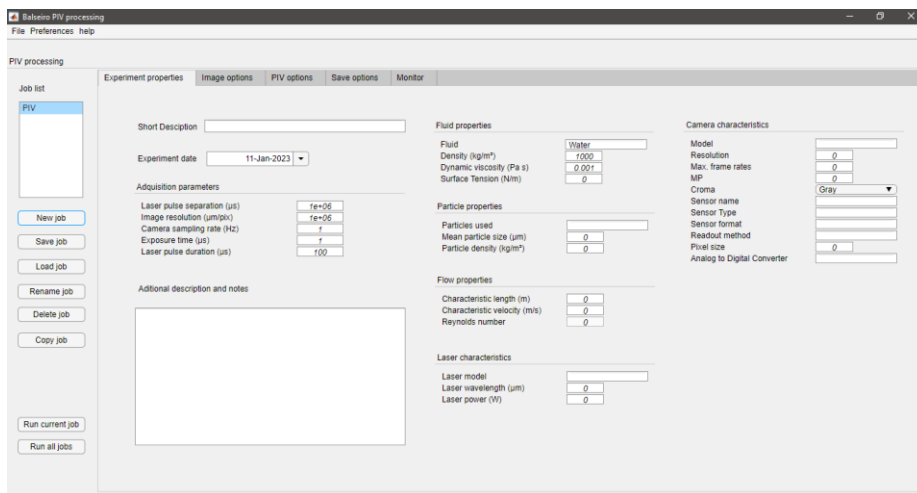 Balseiro PIV processing
File Preferences help
PIV processing
Job list
PIV
New job
Save job
Load job
Rename job
Delete job
Copy job
Run current job
Run all jobs
Experiment properties Image options PIV options Save options Monitor
Short Desciption
Experiment date 11-Jan-2023
Adquisition parameters
Laser pulse separation (µs) 1e+06
Image resolution (µm/pix) 1e+06
Camera sampling rate (Hz) 1
Exposure time (µs) 1
Laser pulse duration (µs) 100
Aditional description and notes
Fluid properties
Fluid Water
Density (kg/m³) 1000
Dynamic viscosity (Pa s) 0.001
Surface Tension (N/m) 0
Particle properties
Particles used
Mean particle size (µm) 0
Particle density (kg/m³) 0
Flow properties
Characteristic length (m) 0
Characteristic velocity (m/s) 0
Reynolds number 0
Laser characteristics
Laser model
Laser wavelength (µm) 0
Laser power (W) 0
Camera characteristics
Model
Resolution 0
Max. frame rates 0
MP 0
Croma Gray
Sensor name
Sensor Type
Sensor format
Readout method
Pixel size 0
Analog to Digital Converter